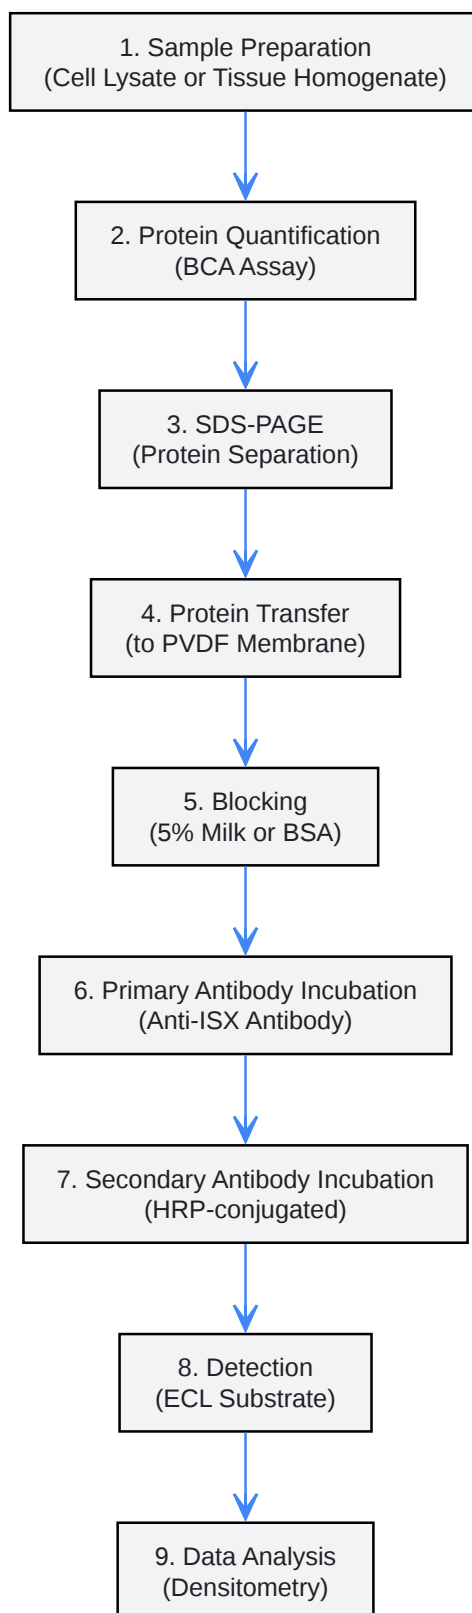 1. Sample Preparation
(Cell Lysate or Tissue Homogenate)
2. Protein Quantification
(BCA Assay)
3. SDS-PAGE
(Protein Separation)
4. Protein Transfer
(to PVDF Membrane)
5. Blocking
(5% Milk or BSA)
6. Primary Antibody Incubation
(Anti-ISX Antibody)
7. Secondary Antibody Incubation
(HRP-conjugated)
8. Detection
(ECL Substrate)
9. Data Analysis
(Densitometry)